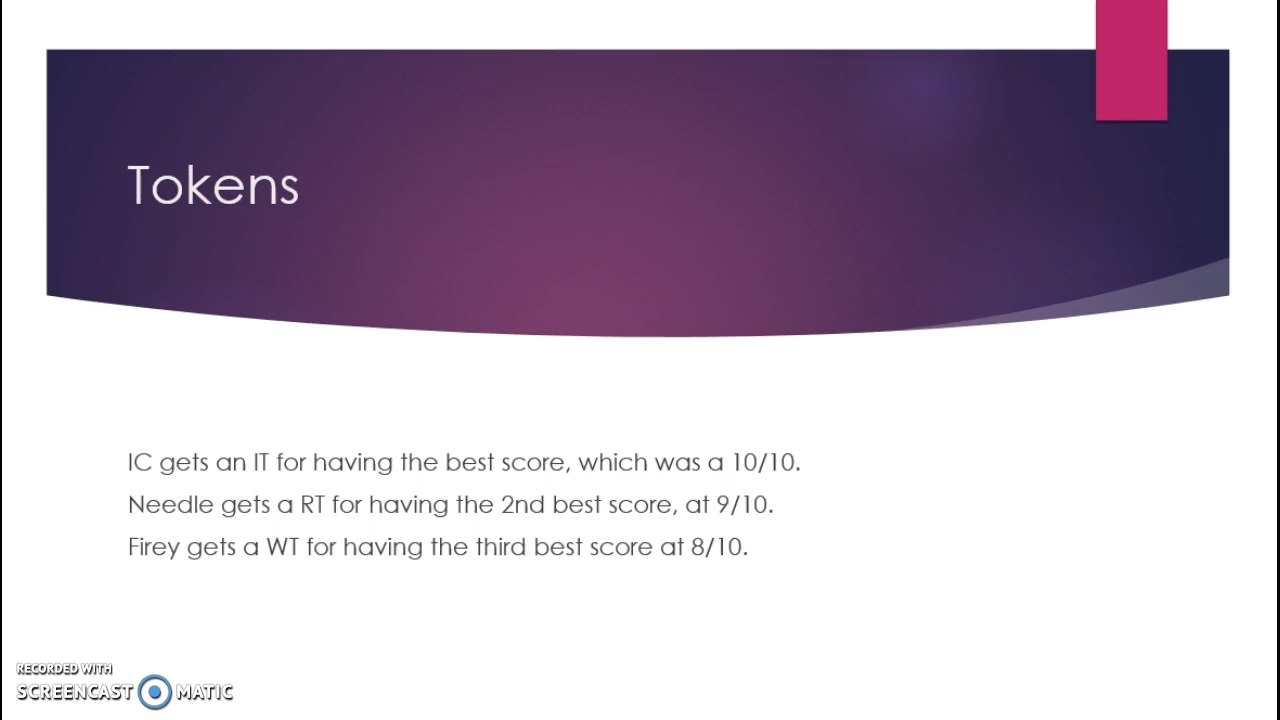 Tokens
IC gets an IT for having the best score, which was a 10/10.
Needle gets a RT for having the 2nd best score, at 9/10.
Firey gets a WT for having the third best score at 8/10.
RECORDED WITH
SCREENCAST MATIC